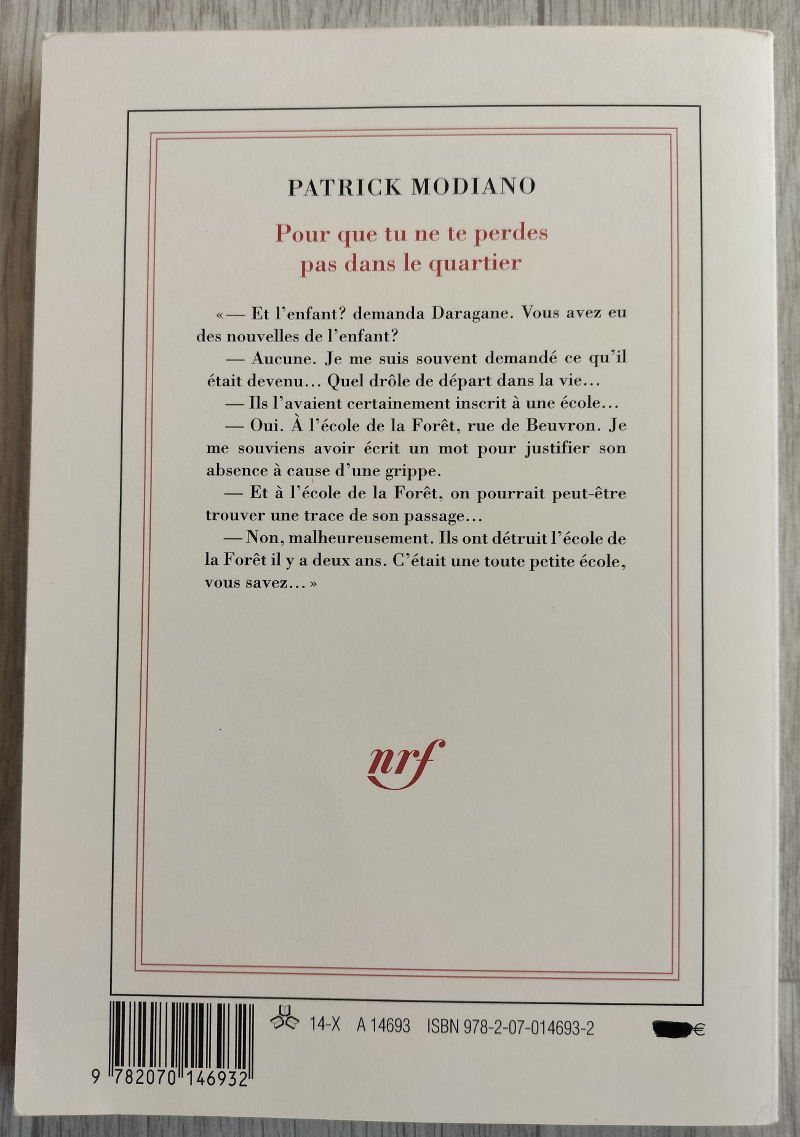 PATRICK MODIANO
Pour que tu ne te perdes
pas dans le quartier
« — Et l'enfant? demanda Daragane. Vous avez eu
des nouvelles de l'enfant?
— Aucune. Je me suis souvent demandé ce qu'il
était devenu... Quel drôle de départ dans la vie...
— Ils l'avaient certainement inscrit à une école...
— Oui. À l'école de la Forêt, rue de Beuvron. Je
me souviens avoir écrit un mot pour justifier son
absence à cause d'une grippe.
— Et à l'école de la Forêt, on pourrait peut-être
trouver une trace de son passage...
— Non, malheureusement. Ils ont détruit l'école de
la Forêt il y a deux ans. C'était une toute petite école,
vous savez... »
nrf
14-X A 14693 ISBN 978-2-07-014693-2 €
9 782070 146932